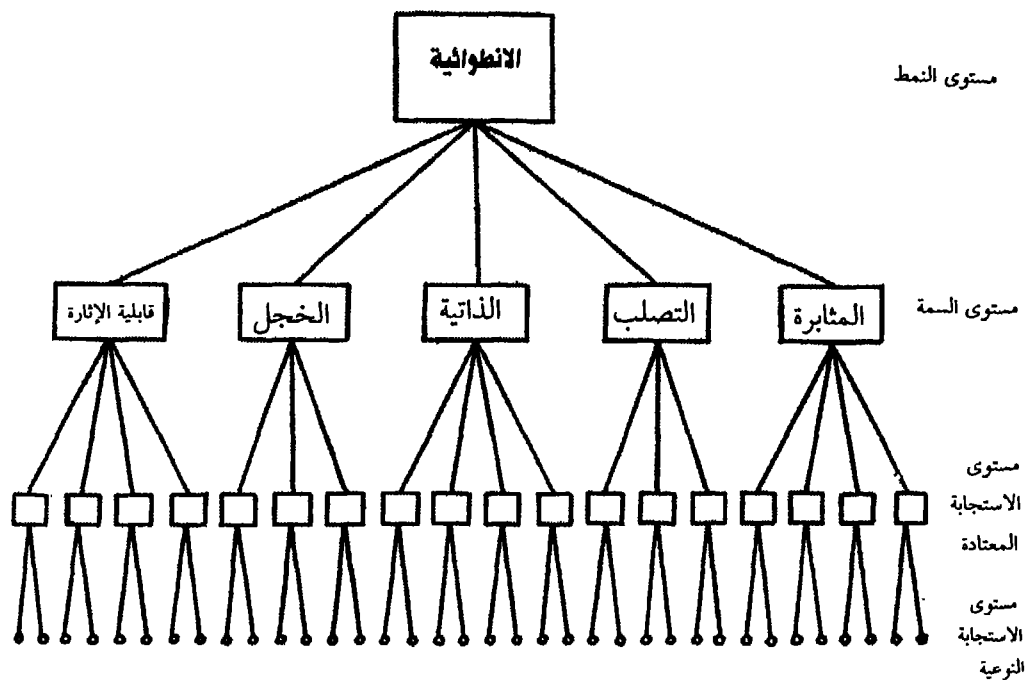 الانطوائية
مستوى النمط
المثابرة
التصلب
الذاتية
الخجل
قابلية الإثارة
مستوى السمة
مستوى
الاستجابة
المعتادة
مستوى
الاستجابة
النوعية